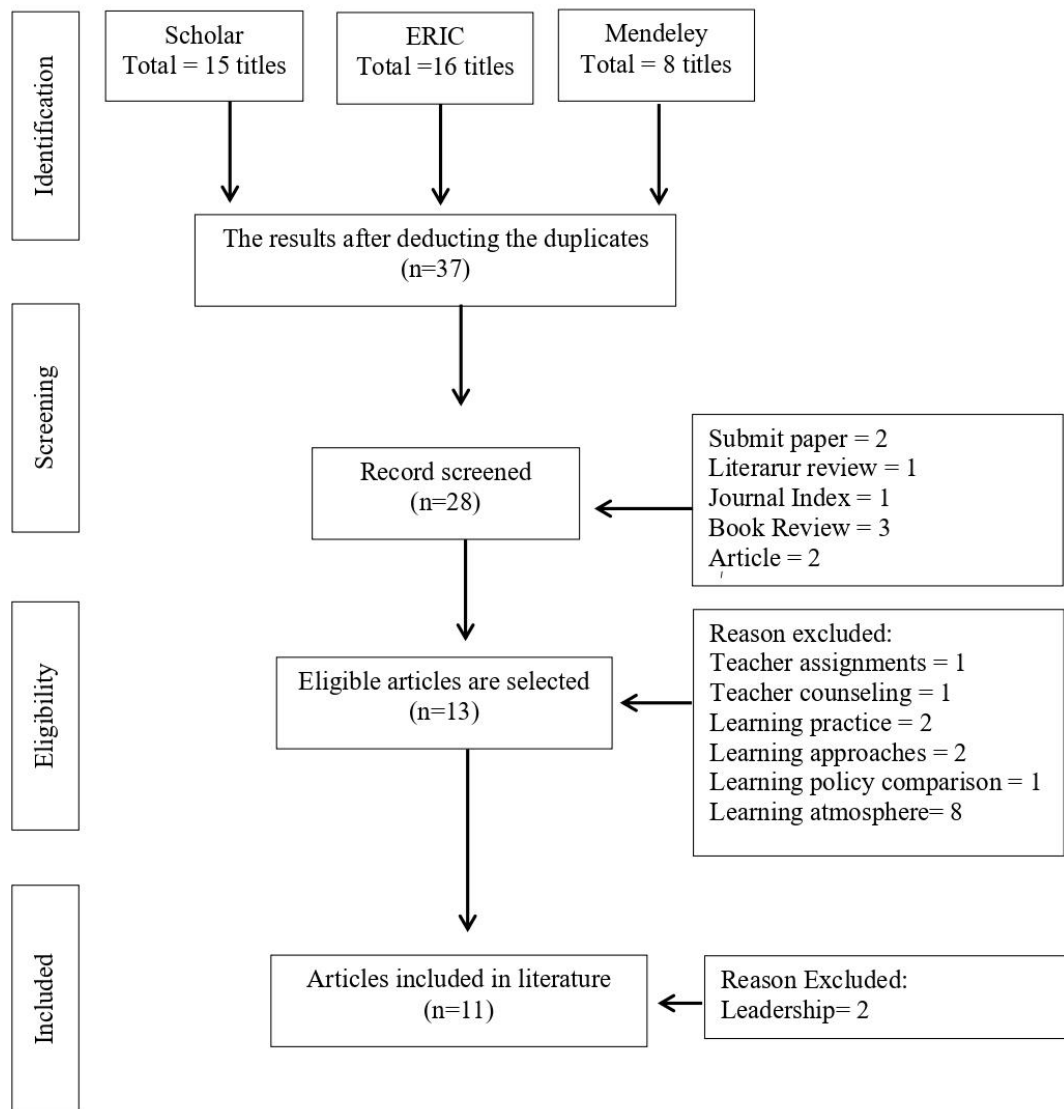 Identification
Scholar
Total = 15 titles
ERIC
Total =16 titles
Mendeley
Total = 8 titles
The results after deducting the duplicates
(n=37)
Screening
Record screened
(n=28)
Submit paper = 2
Literarur review = 1
Journal Index = 1
Book Review = 3
Article = 2
Eligibility
Eligible articles are selected
(n=13)
Reason excluded:
Teacher assignments = 1
Teacher counseling = 1
Learning practice = 2
Learning approaches = 2
Learning policy comparison = 1
Learning atmosphere= 8
Included
Articles included in literature
(n=11)
Reason Excluded:
Leadership= 2